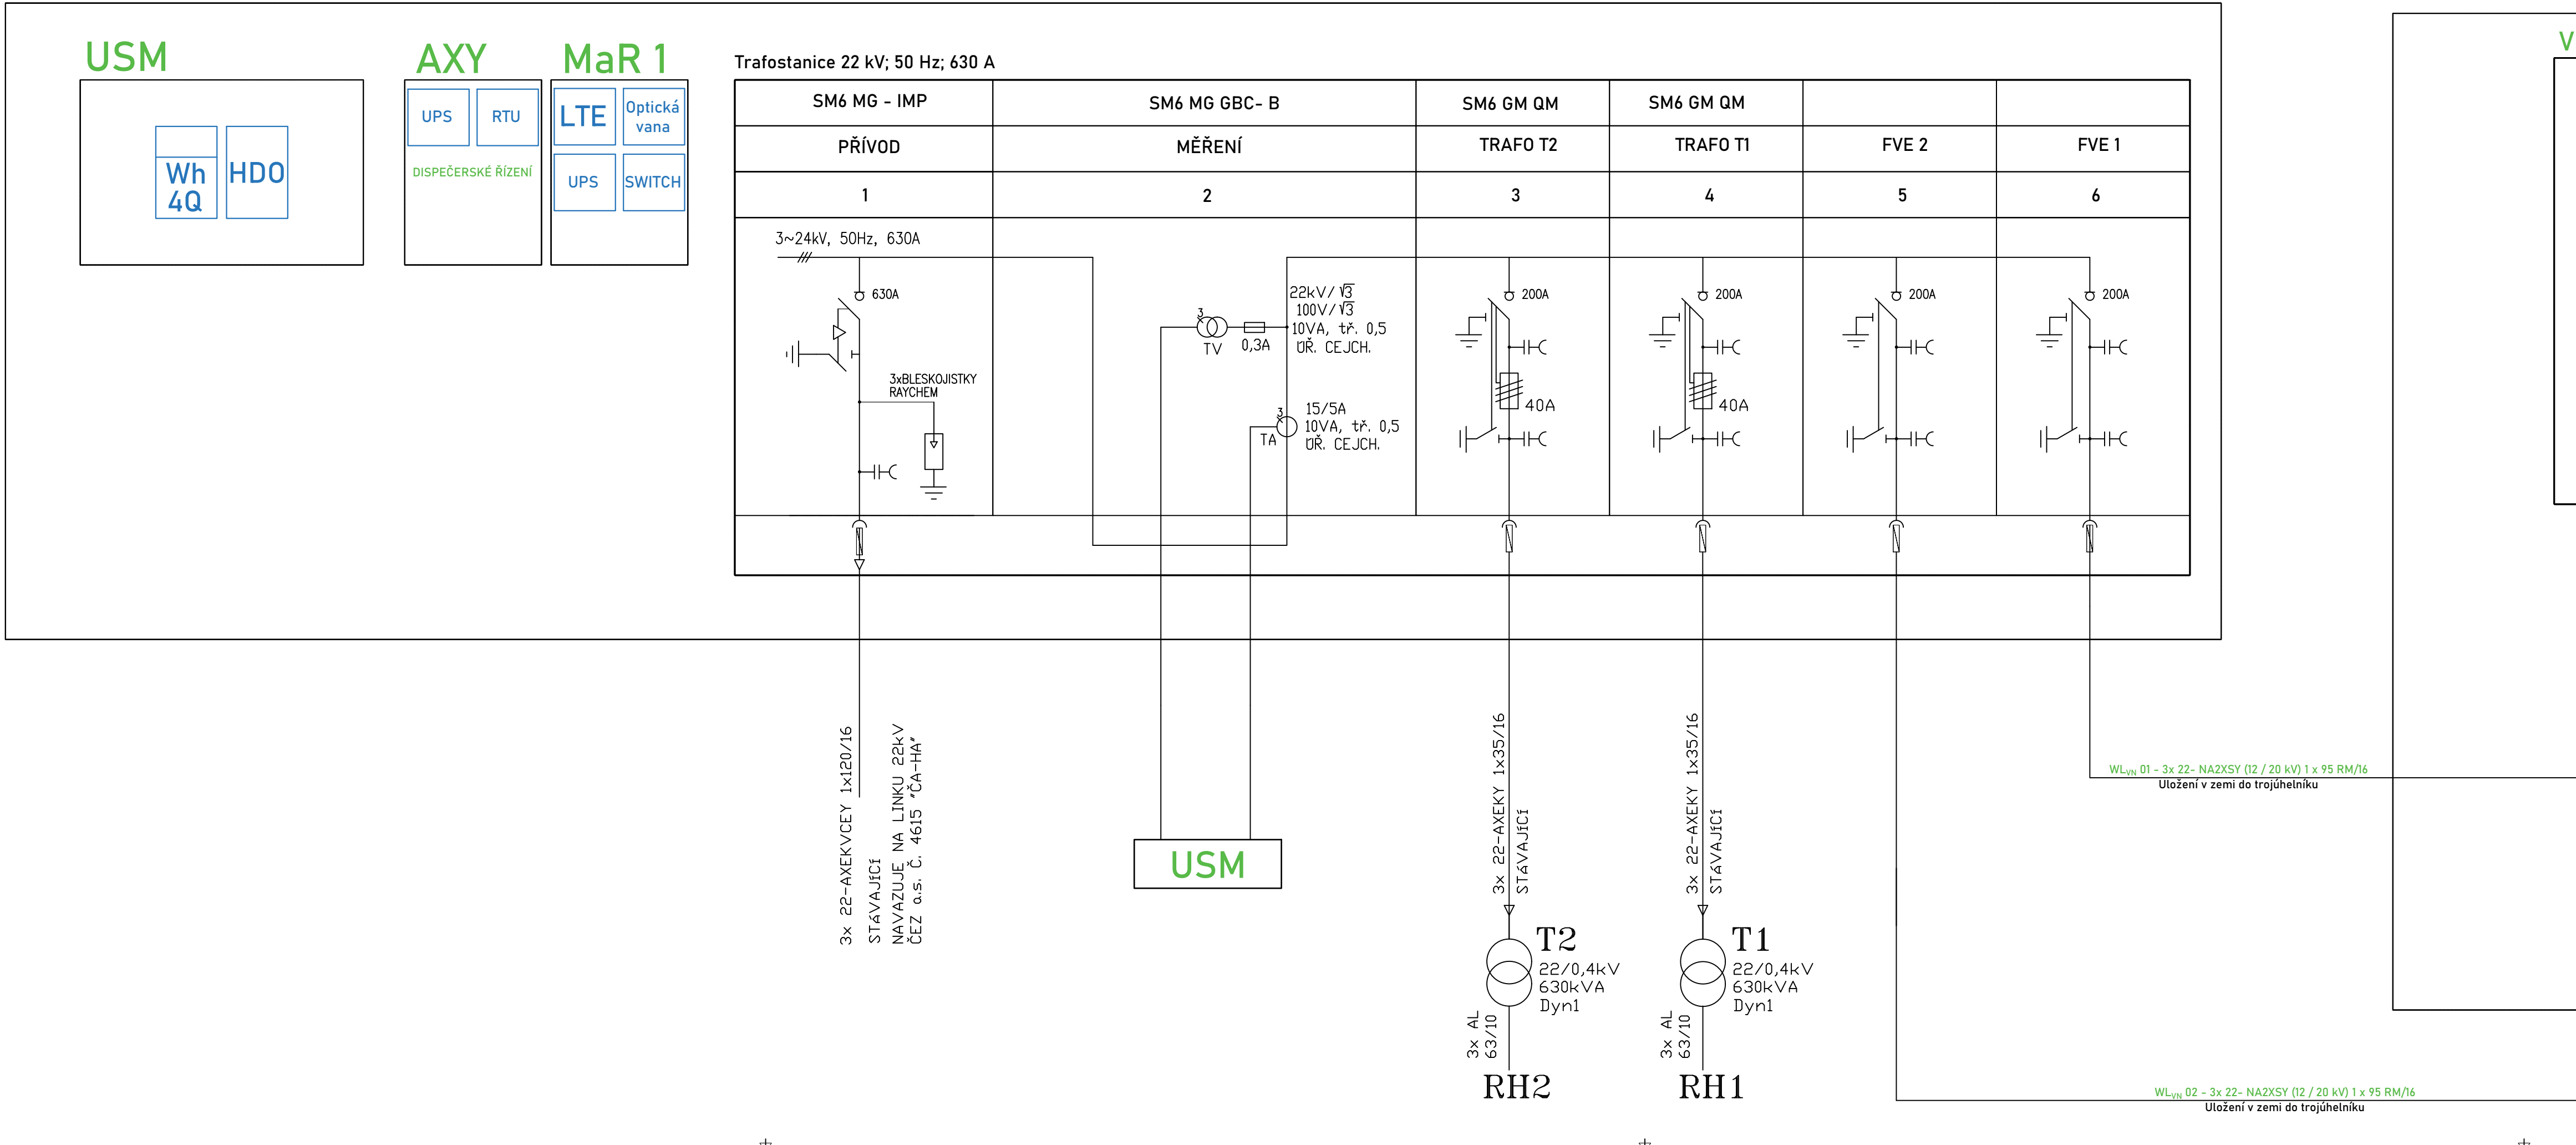 USM
Wh
4Q
HDO
AXY
UPS
RTU
DISPEČERSKÉ ŘÍZENÍ
MaR 1
LTE
Optická
vana
UPS
SWITCH
Trafostanice 22 kV; 50 Hz; 630 A
SM6 MG - IMP
SM6 MG GBC- B
SM6 GM QM
SM6 GM QM
PŘÍVOD
MĚŘENÍ
TRAFO T2
TRAFO T1
FVE 2
FVE 1
1
2
3
4
5
6
3~24kV, 50Hz, 630A
630A
3xBLESKOJISTKY
RAYCHEM
3
TV
0,3A
22kV/√3
100V/√3
10VA, tř. 0,5
ÚŘ. CEJCH.
3
TA
15/5A
10VA, tř. 0,5
ÚŘ. CEJCH.
200A
40A
200A
40A
200A
200A
3x 22-AXEKVCEY 1x120/16
STÁVAJÍCÍ
NAVAZUJE NA LINKU 22kV
ČEZ a.s. Č. 4615 "ČA-HA"
USM
3x 22-AXEKY 1x35/16
STÁVAJÍCÍ
T2
22/0,4kV
630kVA
Dyn1
3x AL
63/10
RH2
3x 22-AXEKY 1x35/16
STÁVAJÍCÍ
T1
22/0,4kV
630kVA
Dyn1
3x AL
63/10
RH1
WLVN 01 - 3x 22- NA2XSY (12 / 20 kV) 1 x 95 RM/16
Uložení v zemi do trojúhelníku
WLVN 02 - 3x 22- NA2XSY (12 / 20 kV) 1 x 95 RM/16
Uložení v zemi do trojúhelníku